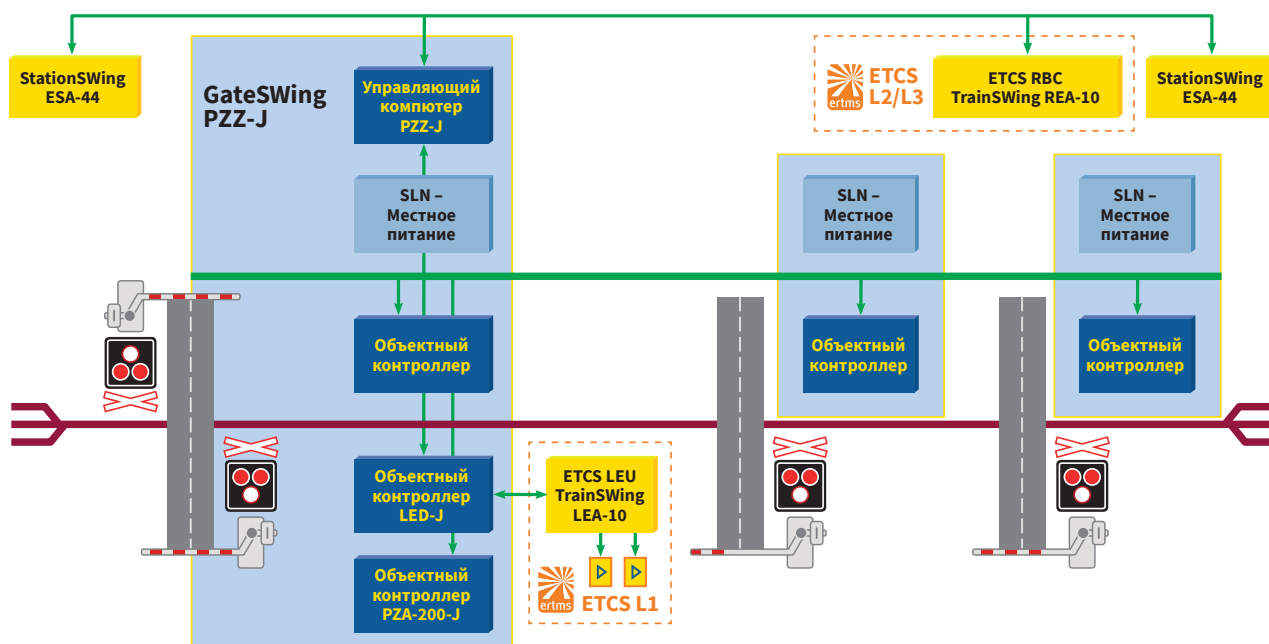 StationSWing
ESA-44
GateSWing
PZZ-J
Управляющий
компютер
PZZ-J
ertms
ETCS
L2/L3
ETCS RBC
TrainSWing REA-10
StationSWing
ESA-44
SLN –
Местное
питание
SLN –
Местное
питание
SLN –
Местное
питание
Объектный
контроллер
Объектный
контроллер
Объектный
контроллер
Объектный
контроллер
LED-J
ETCS LEU
TrainSWing
LEA-10
Объектный
контроллер
PZA-200-J
ertms
ETCS L1